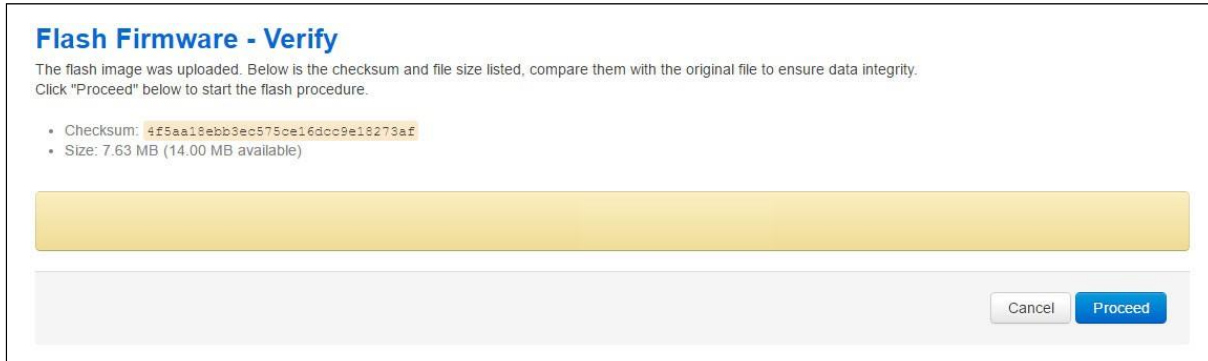 Flash Firmware - Verify
The flash image was uploaded. Below is the checksum and file size listed, compare them with the original file to ensure data integrity.
Click "Proceed" below to start the flash procedure.
Checksum: 4f5aa18ebb3ec575ce16dcc9e18273af
Size: 7.63 MB (14.00 MB available)
Cancel Proceed